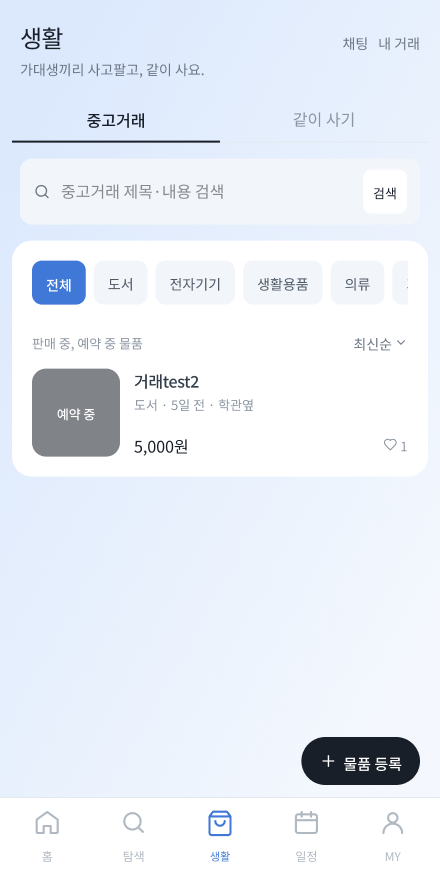 생활
채팅 내 거래
가대생끼리 사고팔고, 같이 사요.
중고거래 같이 사기
중고거래 제목·내용 검색 검색
전체 도서 전자기기 생활용품 의류
판매 중, 예약 중 물품 최신순
예약 중
거래test2
도서 · 5일 전 · 학관옆
5,000원 1
+ 물품 등록
홈 탐색 생활 일정 MY